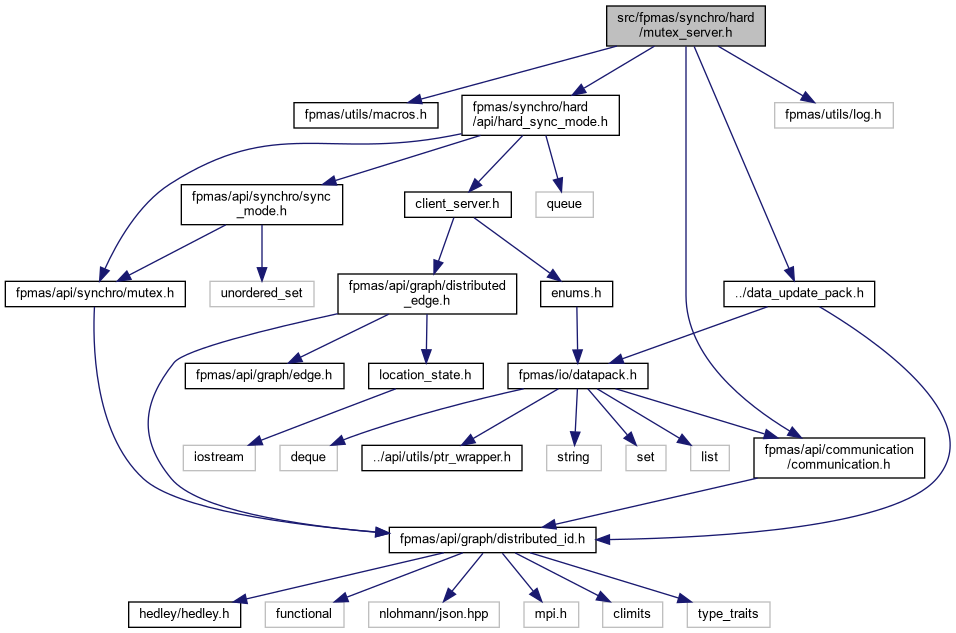 src/fpmas/synchro/hard
/mutex_server.h
fpmas/utils/macros.h
fpmas/synchro/hard
/api/hard_sync_mode.h
fpmas/utils/log.h
fpmas/api/synchro/sync
_mode.h
client_server.h
queue
fpmas/api/synchro/mutex.h
unordered_set
fpmas/api/graph/distributed
_edge.h
enums.h
../data_update_pack.h
fpmas/api/graph/edge.h
location_state.h
fpmas/io/datapack.h
iostream
deque
../api/utils/ptr_wrapper.h
string
set
list
fpmas/api/communication
/communication.h
fpmas/api/graph/distributed_id.h
hedley/hedley.h
functional
nlohmann/json.hpp
mpi.h
climits
type_traits